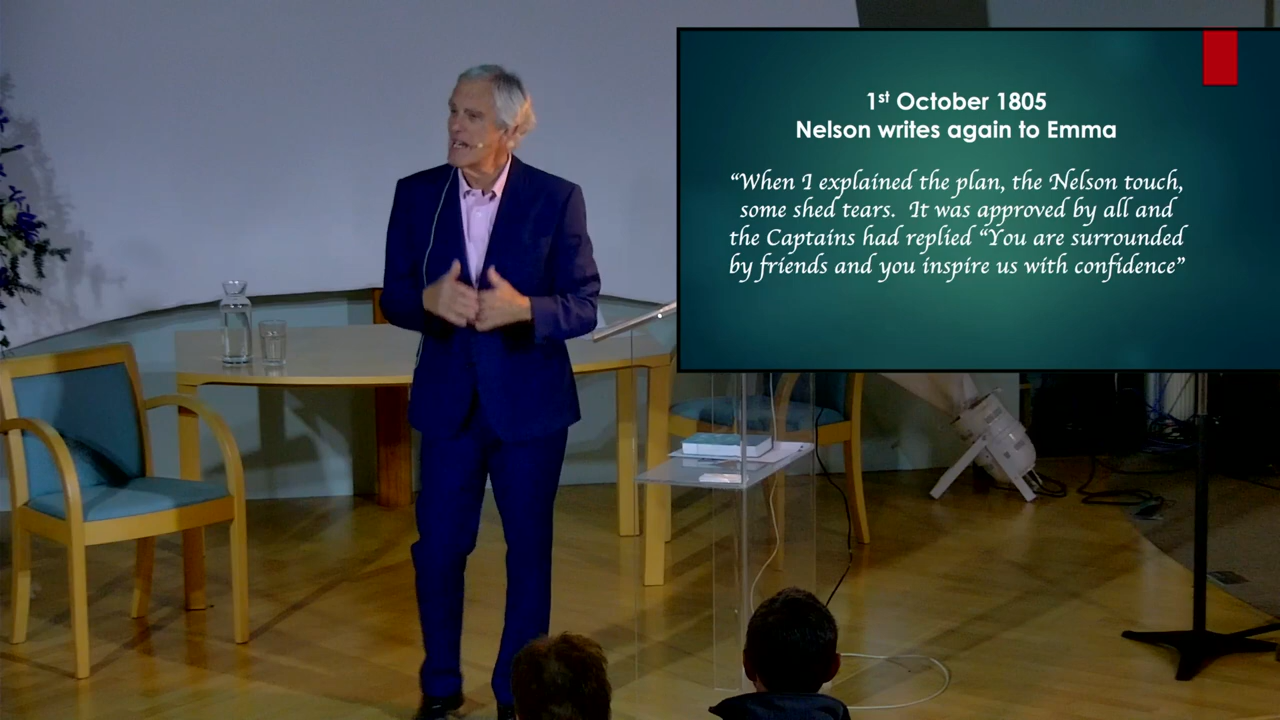 1st October 1805
Nelson writes again to Emma
“When I explained the plan, the Nelson touch,
some shed tears.  It was approved by all and
the Captains had replied “You are surrounded
by friends and you inspire us with confidence”